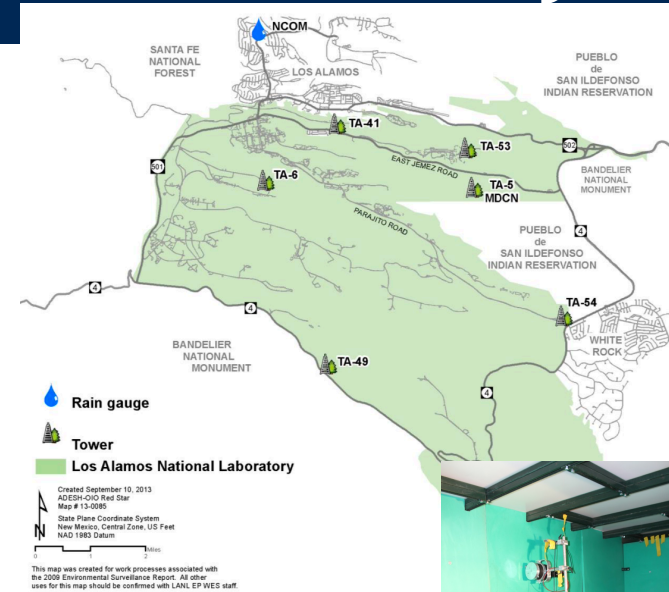 NCOM
SANTA FE
NATIONAL
FOREST
LOS ALAMOS
PUEBLO
de
SAN ILDEFONSO
INDIAN RESERVATION
TA-41
TA-53
502
501
EAST JEMEZ ROAD
BANDELIER
NATIONAL
MONUMENT
TA-6
TA-5
MDCN
PARAJITO ROAD
PUEBLO
de
SAN ILDEFONSO
INDIAN RESERVATION
4
4
4
TA-54
WHITE
ROCK
BANDELIER
NATIONAL
MONUMENT
TA-49
4
Rain gauge
Tower
Los Alamos National Laboratory
Created September 10, 2013
ADESH-OIO Red Star
Map # 13-0085
State Plane Coordinate System
New Mexico, Central Zone, US Feet
NAD 1983 Datum
N
0 1 2 Miles
This map was created for work processes associated with
the 2009 Environmental Surveillance Report. All other
uses for this map should be confirmed with LANL EP WES staff.